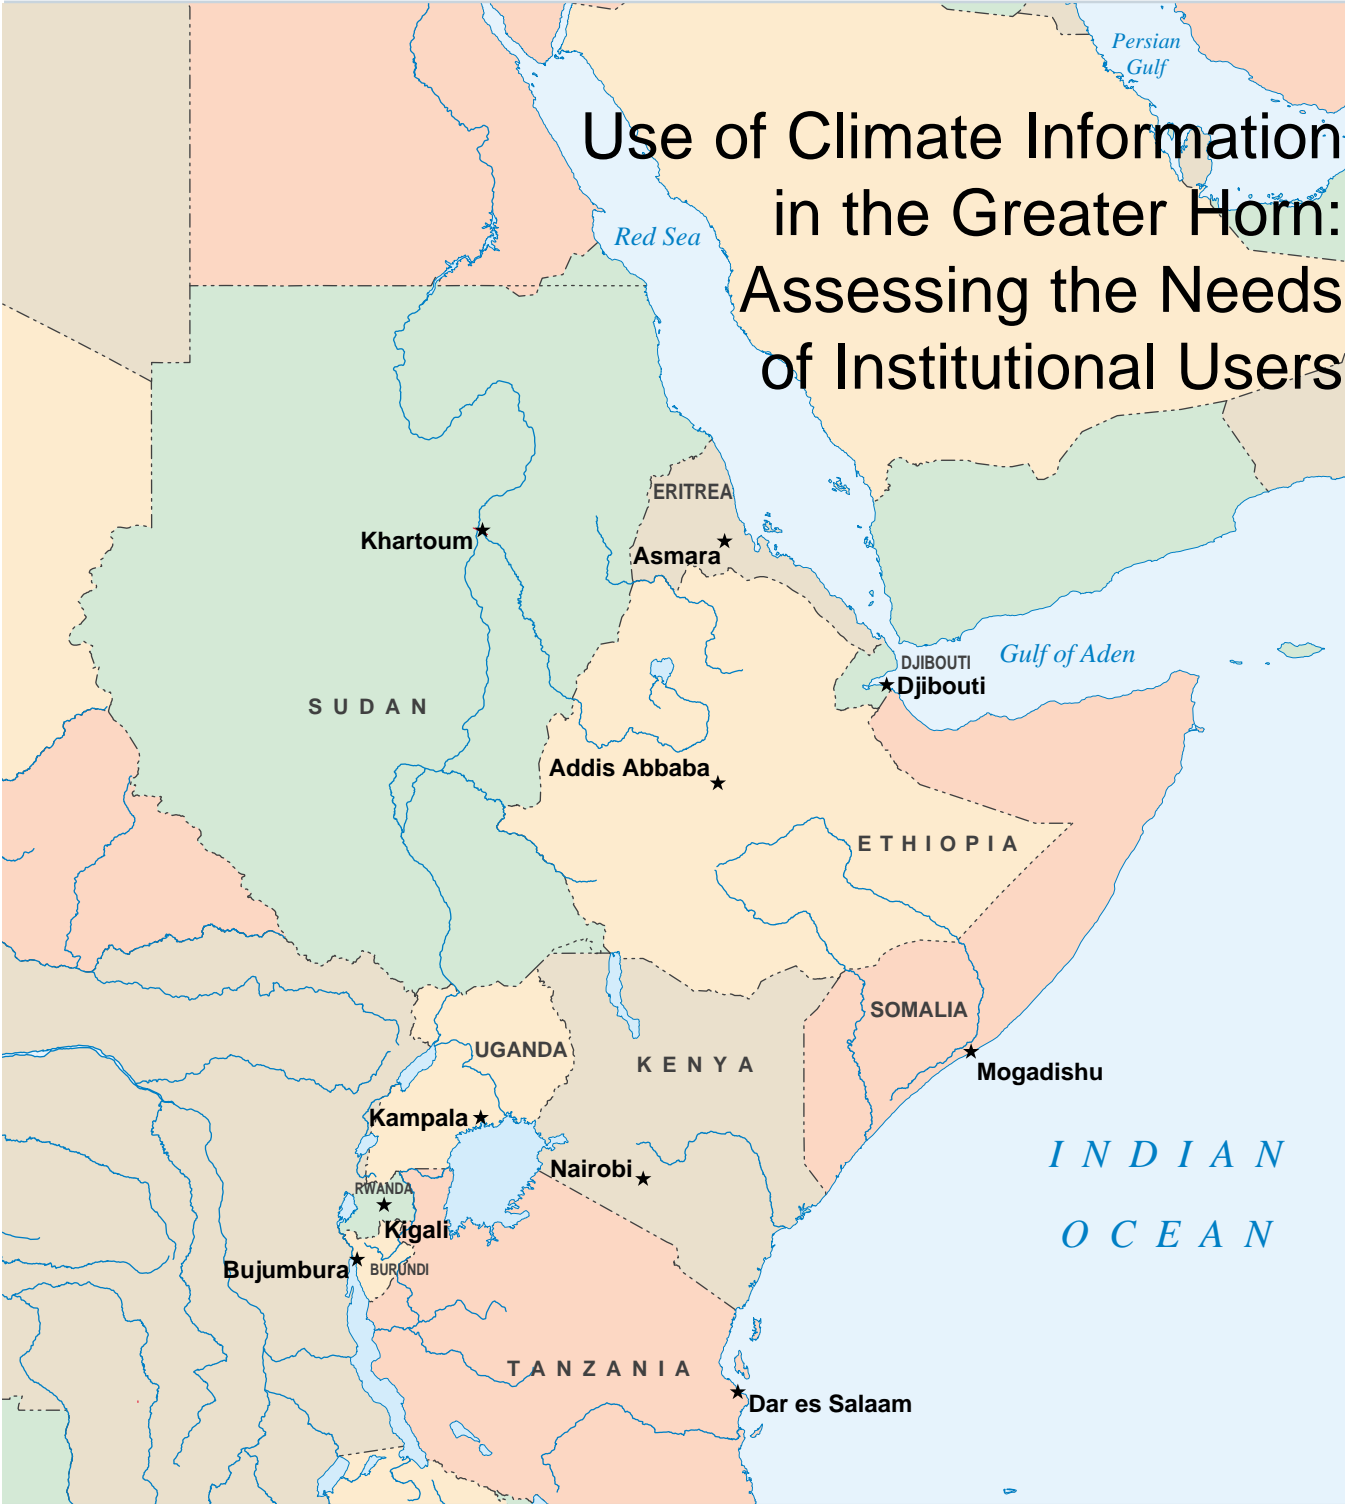 Persian
Gulf
Use of Climate Information
in the Greater Horn:
Assessing the Needs
of Institutional Users
Red Sea
ERITREA
Khartoum
Asmara
DJIBOUTI
Gulf of Aden
Djibouti
SUDAN
Addis Abbaba
ETHIOPIA
SOMALIA
UGANDA
KENYA
Mogadishu
Kampala
INDIAN
OCEAN
Nairobi
RWANDA
Kigali
Bujumbura
BURUNDI
TANZANIA
Dar es Salaam